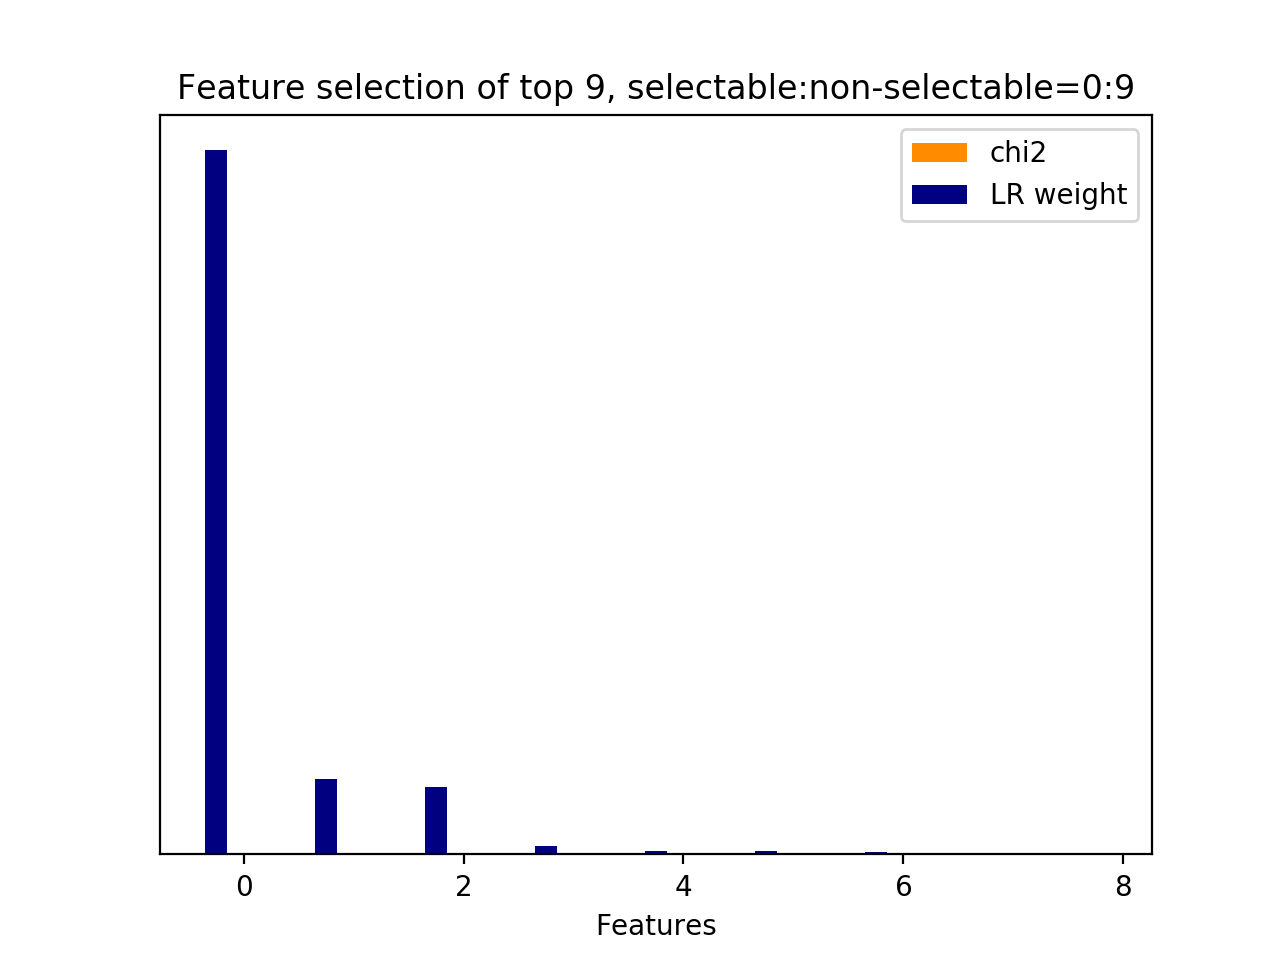 Feature selection of top 9, selectable:non-selectable=0:9
chi2
LR weight
0 2 4 6 8
Features